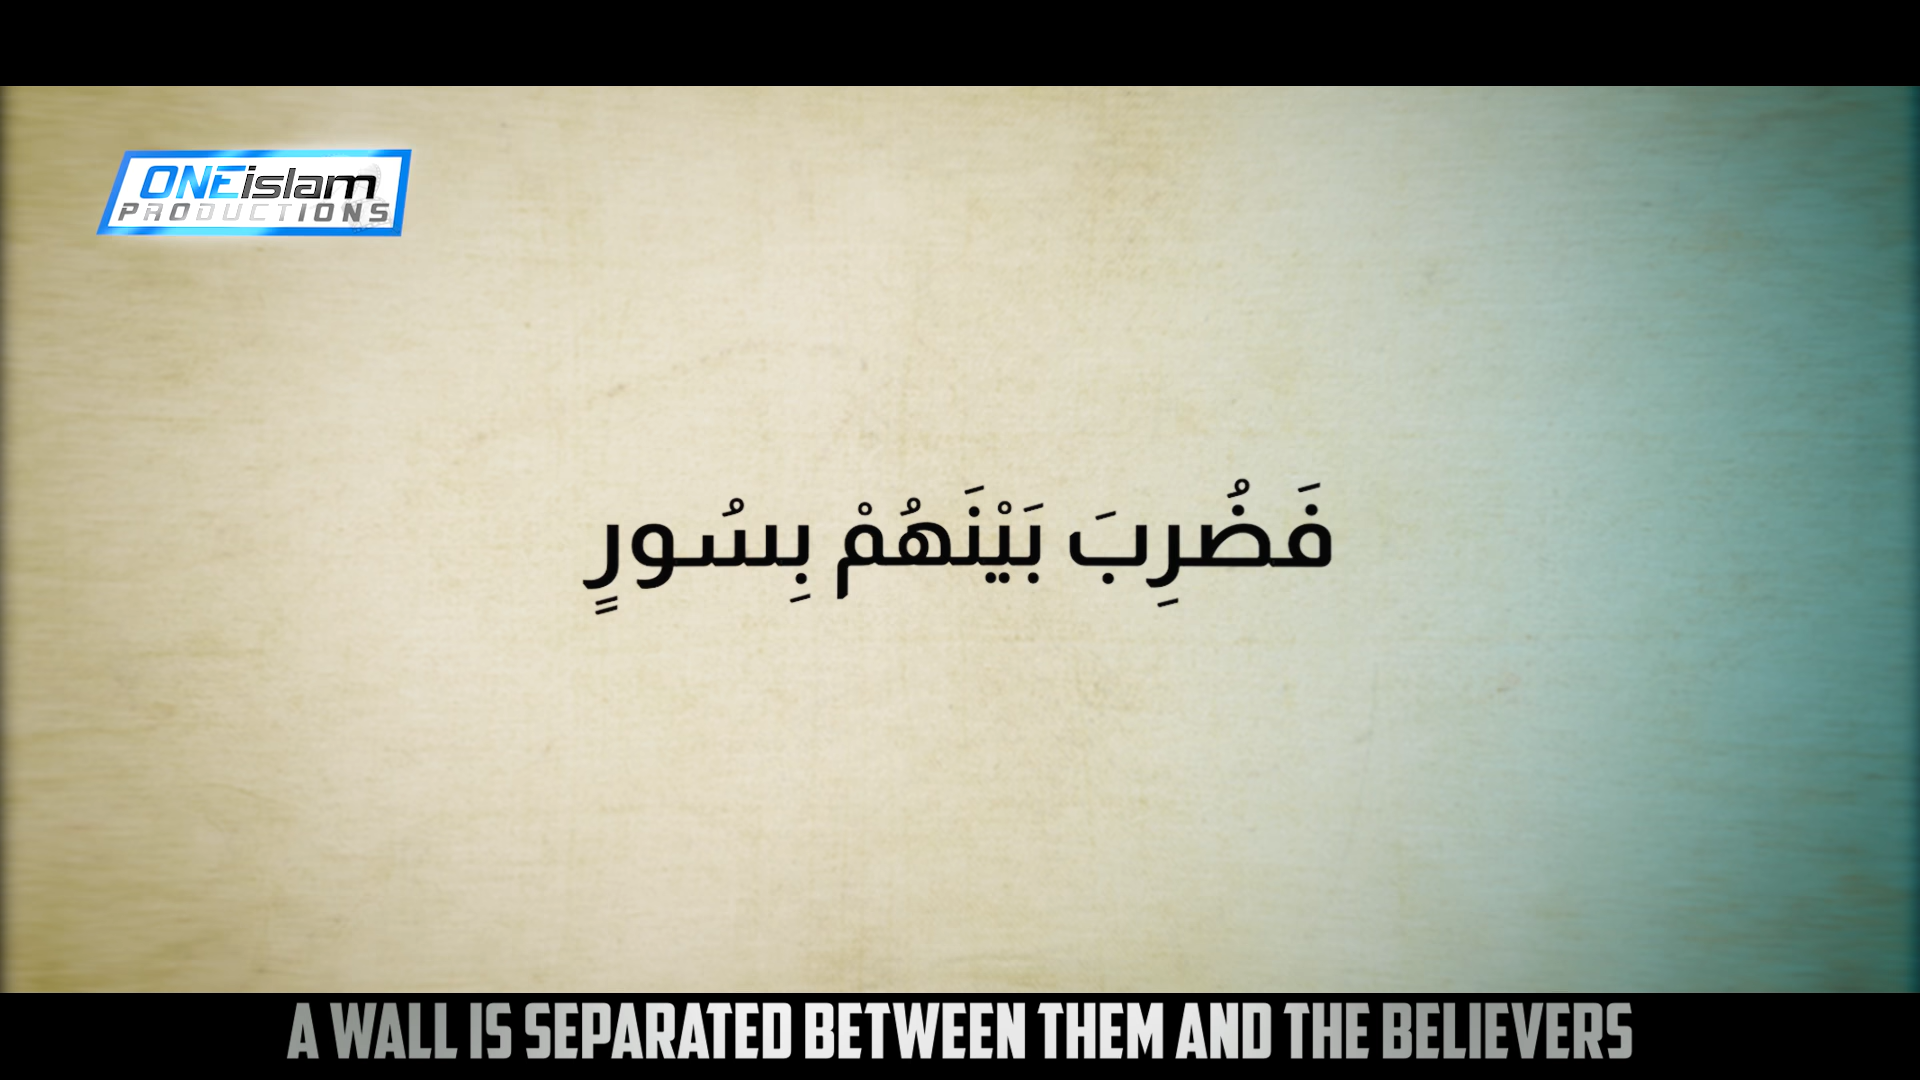 ONEislam
PRODUCTIONS
فَضُرِبَ بَيْنَهُمْ بِسُورٍ
A WALL IS SEPARATED BETWEEN THEM AND THE BELIEVERS